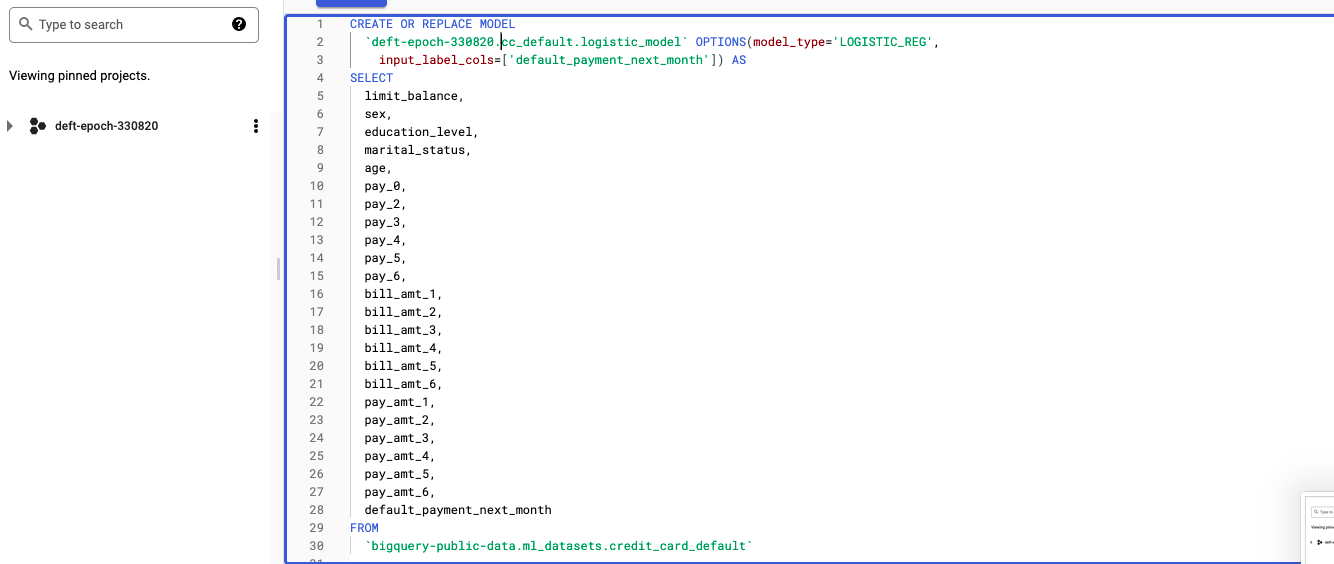 Type to search
Viewing pinned projects.
deft-epoch-330820
1 CREATE OR REPLACE MODEL
2 `deft-epoch-330820.cc_default.logistic_model` OPTIONS(model_type='LOGISTIC_REG',
3 input_label_cols=['default_payment_next_month']) AS
4 SELECT
5 limit_balance,
6 sex,
7 education_level,
8 marital_status,
9 age,
10 pay_0,
11 pay_2,
12 pay_3,
13 pay_4,
14 pay_5,
15 pay_6,
16 bill_amt_1,
17 bill_amt_2,
18 bill_amt_3,
19 bill_amt_4,
20 bill_amt_5,
21 bill_amt_6,
22 pay_amt_1,
23 pay_amt_2,
24 pay_amt_3,
25 pay_amt_4,
26 pay_amt_5,
27 pay_amt_6,
28 default_payment_next_month
29 FROM
30 `bigquery-public-data.ml_datasets.credit_card_default`